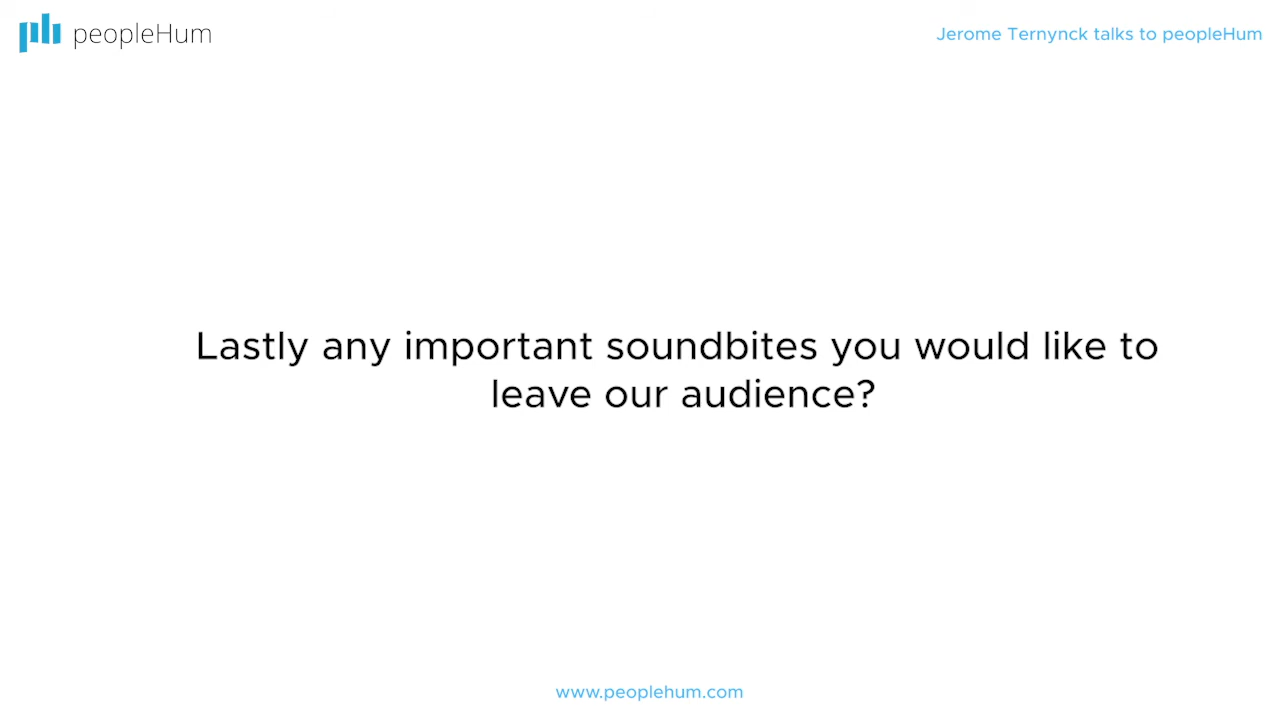 peopleHum
Jerome Ternynck talks to peopleHum
Lastly any important soundbites you would like to
leave our audience?
www.peoplehum.com